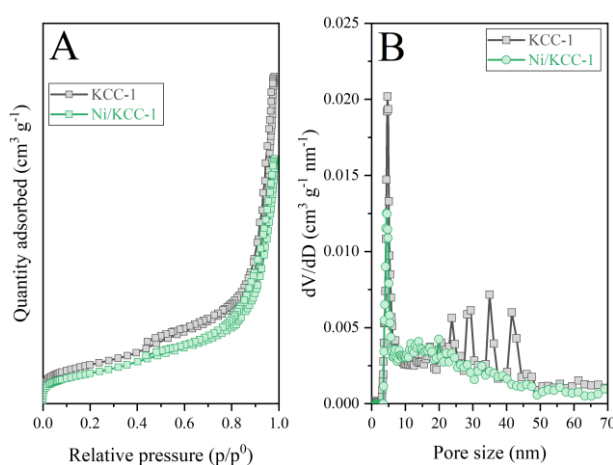 A
KCC-1
Ni/KCC-1
Quantity adsorbed (cm³ g⁻¹)
0.0 0.2 0.4 0.6 0.8 1.0
Relative pressure (p/p⁰)
B
KCC-1
Ni/KCC-1
dV/dD (cm³ g⁻¹ nm⁻¹)
0.025
0.020
0.015
0.010
0.005
0.000
0 10 20 30 40 50 60 70
Pore size (nm)